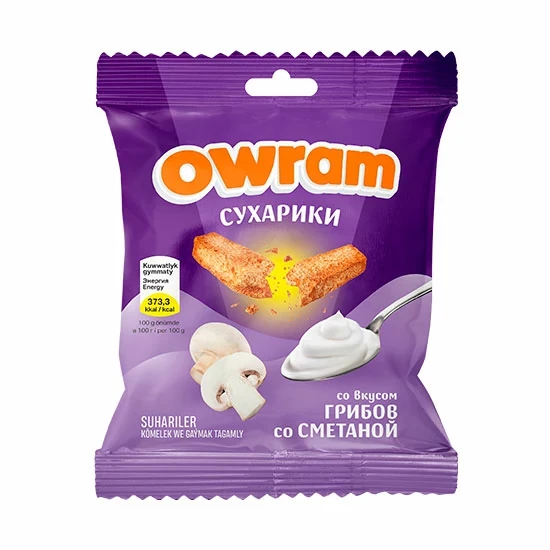 owram
СУХАРИКИ
Kuwwatlyk
gymmaty
Энергия
Energy
373,3
kkal / kcal
100 g önümde
в 100 г / per 100 g
со вкусом
ГРИБОВ
со СМЕТАНОЙ
SUHARILER
KÖMELEK WE GAÝMAK TAGAMLY